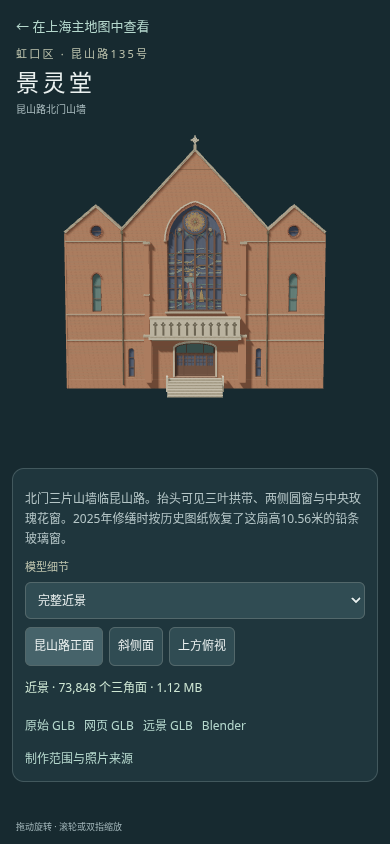 ← 在上海主地图中查看
虹口区 · 昆山路135号
景灵堂
昆山路北门山墙
北门三片山墙临昆山路。抬头可见三叶拱带、两侧圆窗与中央玫
瑰花窗。2025年修缮时按历史图纸恢复了这扇高10.56米的铅条
玻璃窗。
模型细节
完整近景
昆山路正面 斜侧面 上方俯视
近景 · 73,848 个三角面 · 1.12 MB
原始 GLB 网页 GLB 远景 GLB Blender
制作范围与照片来源
拖动旋转 · 滚轮或双指缩放